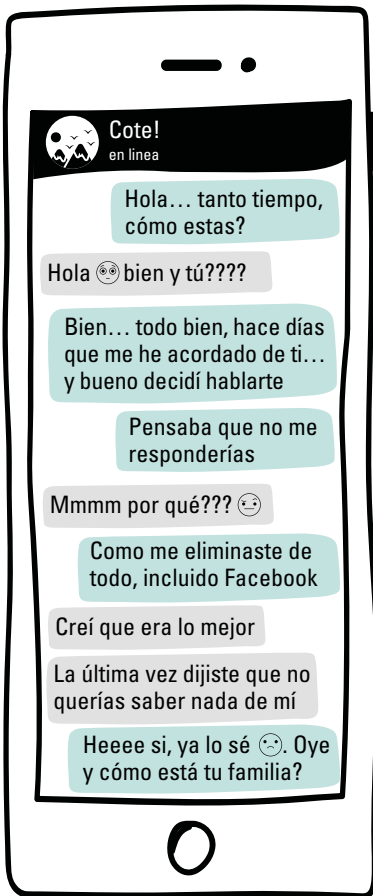 Cote!
en linea
Hola… tanto tiempo,
cómo estas?
Hola 😳 bien y tú????
Bien… todo bien, hace días
que me he acordado de ti…
y bueno decidí hablarte
Pensaba que no me
responderías
Mmmm por qué??? 🤨
Como me eliminaste de
todo, incluido Facebook
Creí que era lo mejor
La última vez dijiste que no
querías saber nada de mí
Heeee si, ya lo sé 🙁. Oye
y cómo está tu familia?